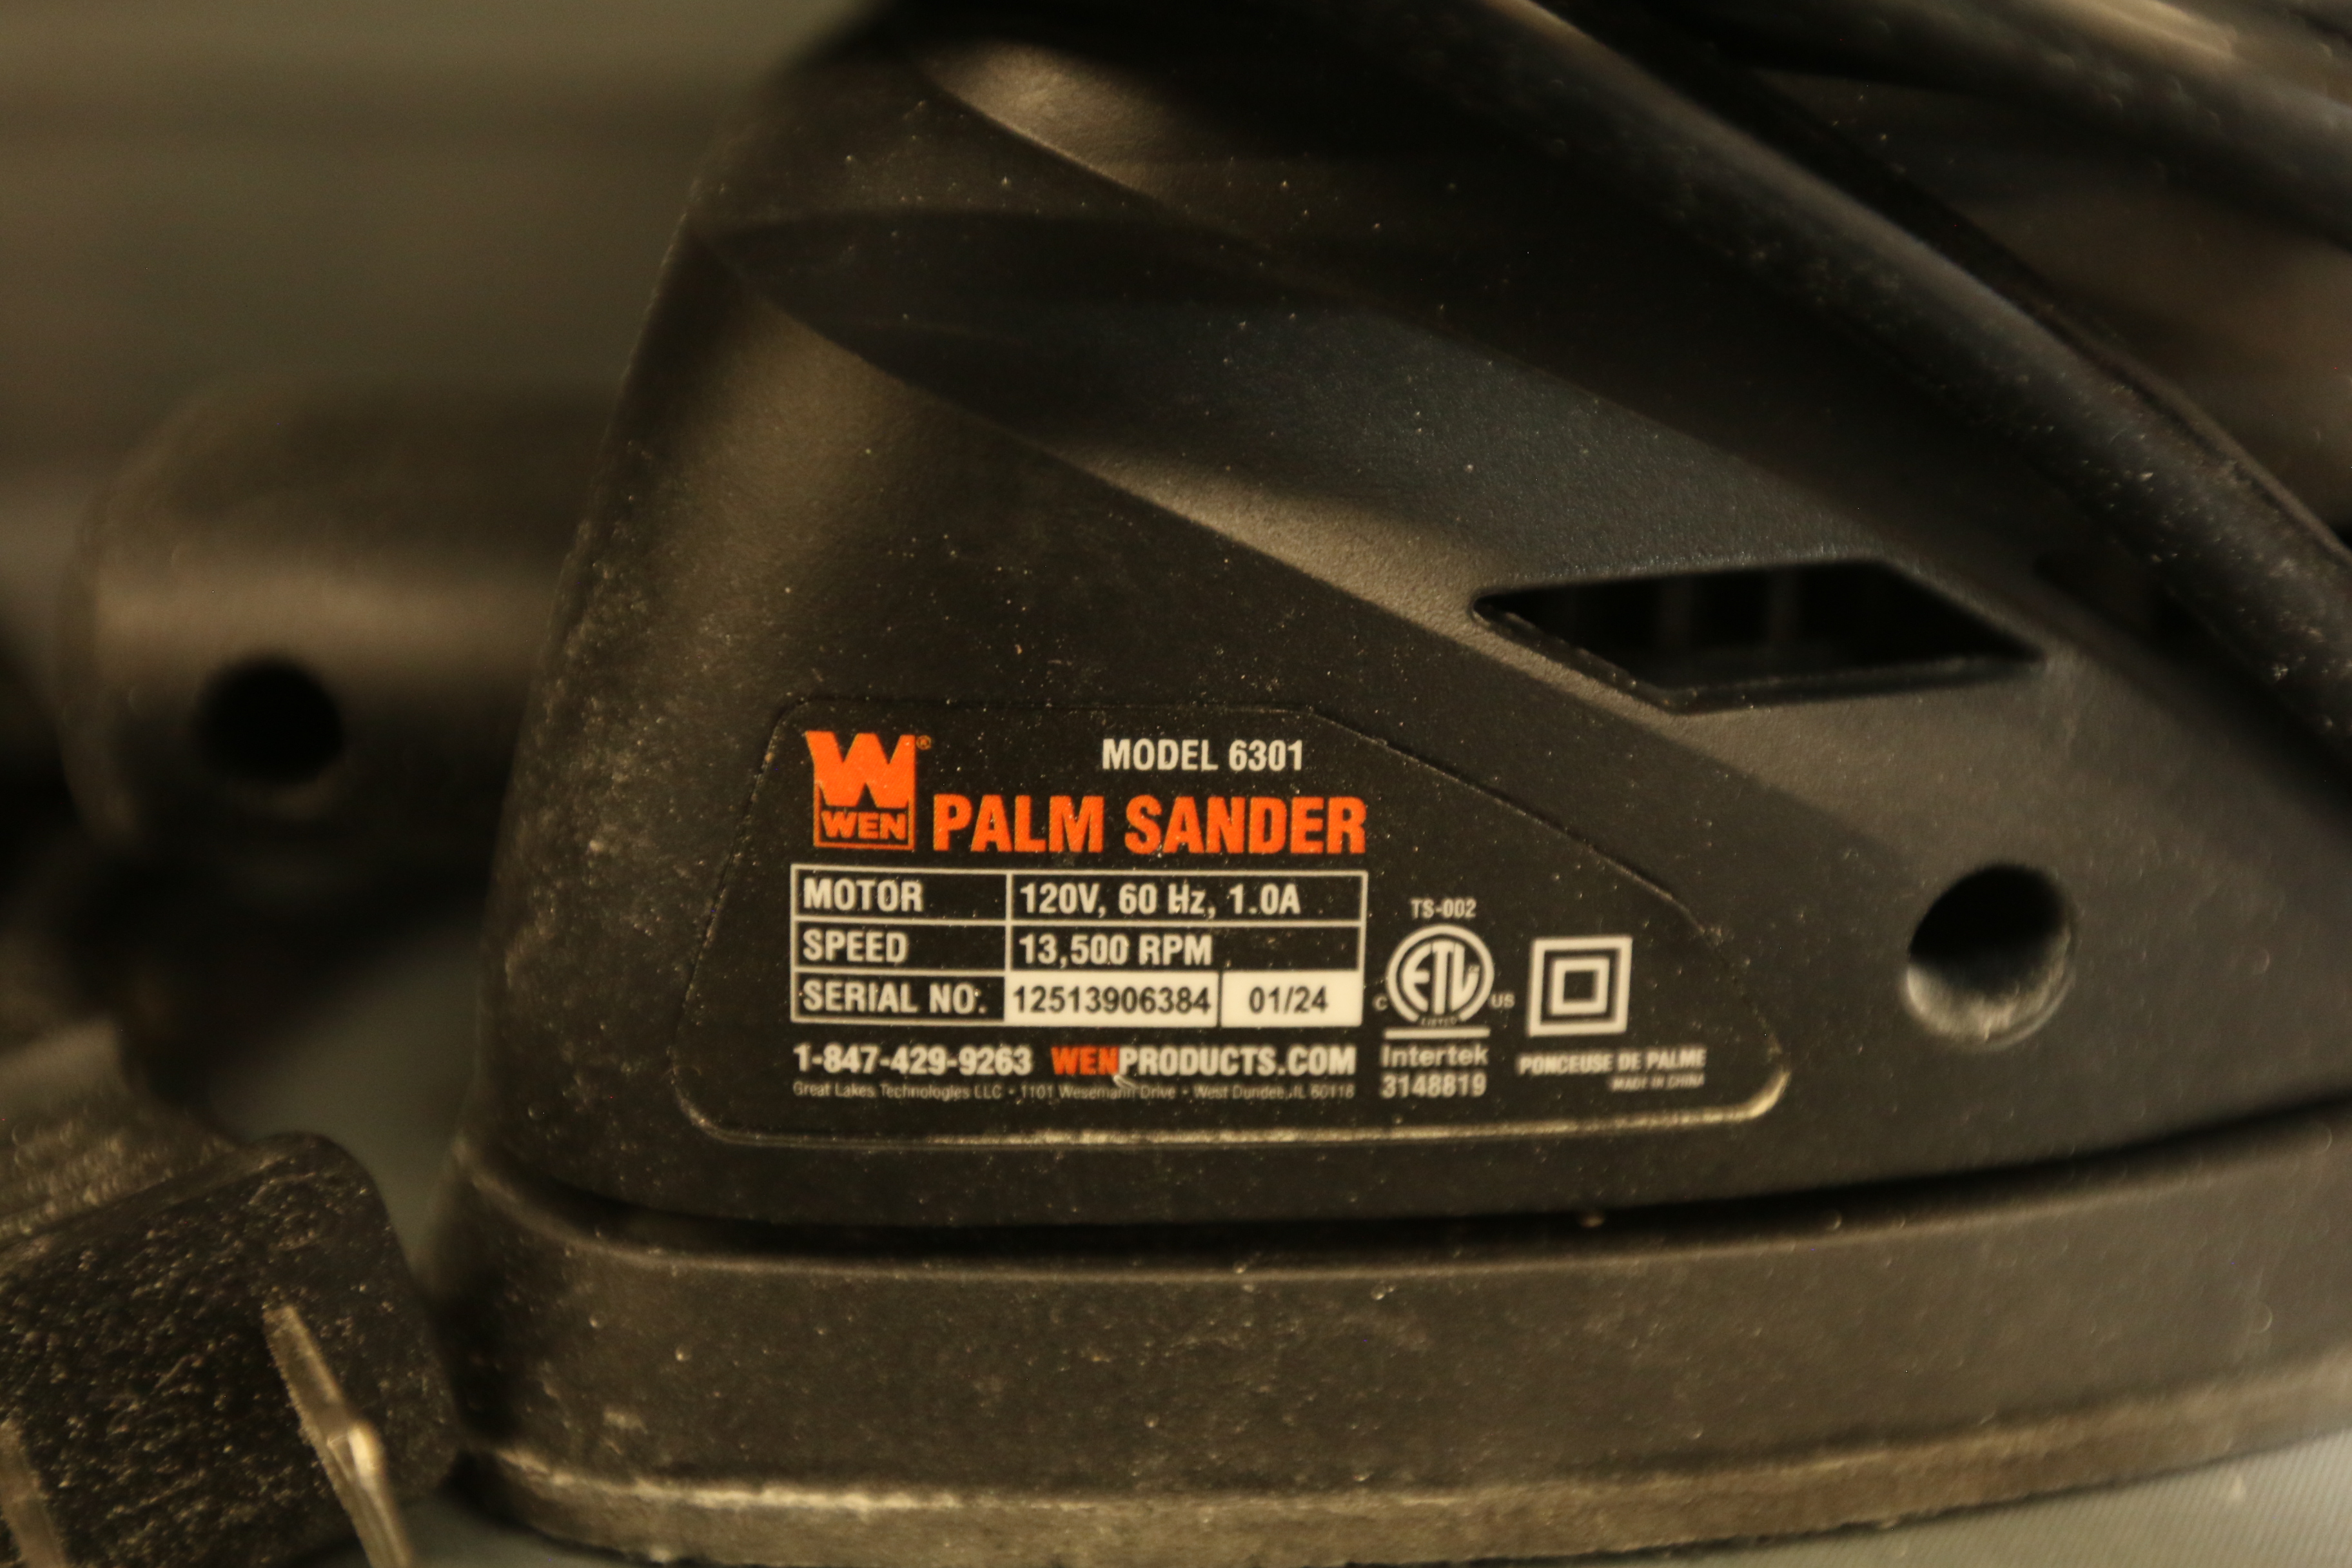 MODEL 6301
W®
WEN
PALM SANDER
MOTOR 120V, 60 Hz, 1.0A
SPEED 13,500 RPM
SERIAL NO. 12513906384 01/24
1-847-429-9263 WENPRODUCTS.COM
Great Lakes Technologies LLC • 1101 Wesemann Drive • West Dundee, IL 60118
TS-002
C ETL US
LISTED
Intertek
3148819
PONCEUSE DE PALME
MADE IN CHINA